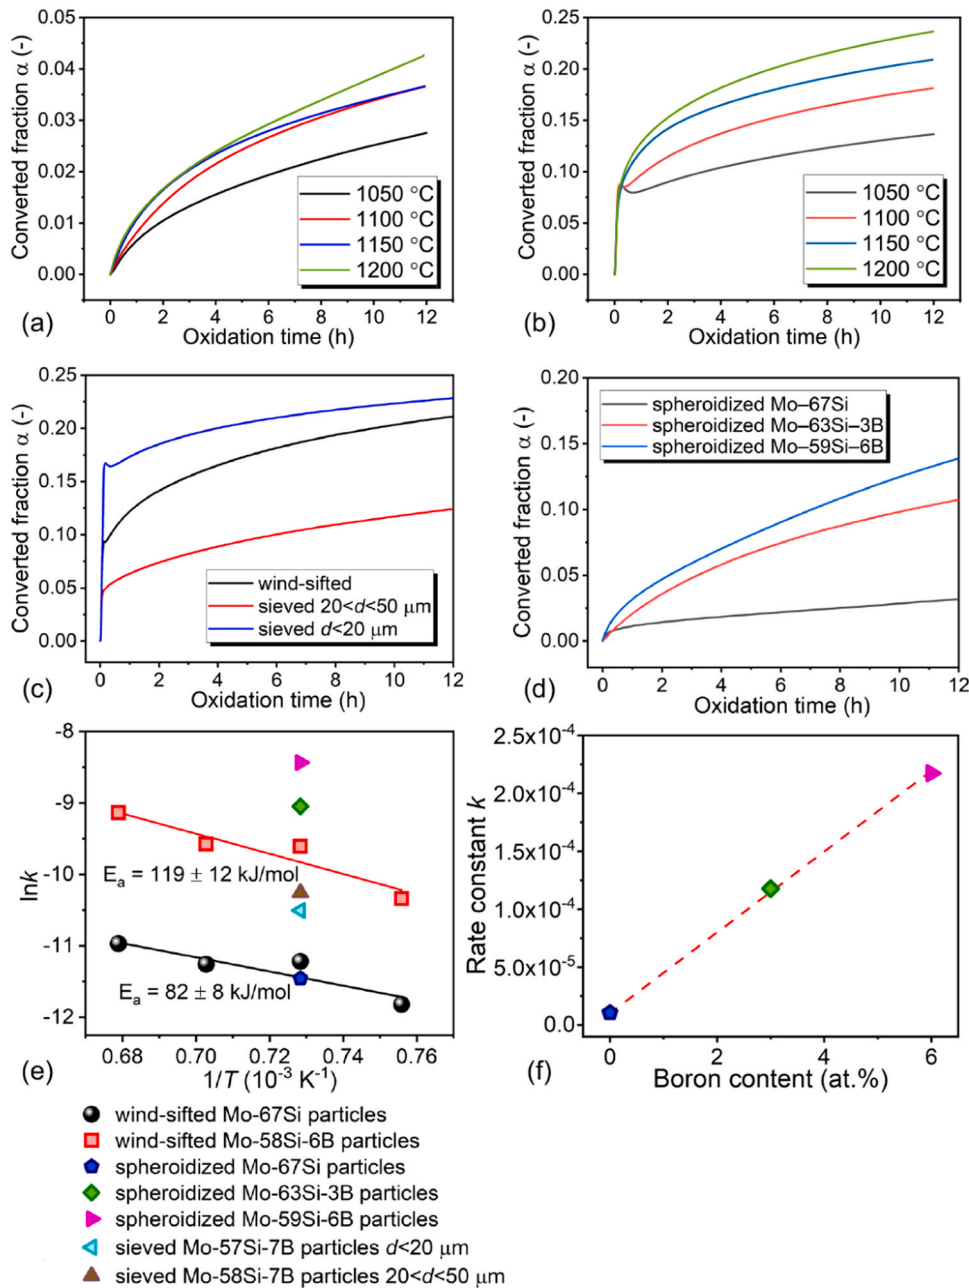 0.05
0.04
0.03
0.02
0.01
0.00
Converted fraction α (-)
1050 °C
1100 °C
1150 °C
1200 °C
0 2 4 6 8 10 12
(a) Oxidation time (h)
0.25
0.20
0.15
0.10
0.05
0.00
Converted fraction α (-)
1050 °C
1100 °C
1150 °C
1200 °C
0 2 4 6 8 10 12
(b) Oxidation time (h)
0.25
0.20
0.15
0.10
0.05
0.00
Converted fraction α (-)
wind-sifted
sieved 20<d<50 μm
sieved d<20 μm
0 2 4 6 8 10 12
(c) Oxidation time (h)
0.20
0.15
0.10
0.05
0.00
Converted fraction α (-)
spheroidized Mo–67Si
spheroidized Mo–63Si–3B
spheroidized Mo–59Si–6B
0 2 4 6 8 10 12
(d) Oxidation time (h)
-8
-9
-10
-11
-12
lnk
Ea = 119 ± 12 kJ/mol
Ea = 82 ± 8 kJ/mol
0.68 0.70 0.72 0.74 0.76
(e) 1/T (10-3 K-1)
2.5x10-4
2.0x10-4
1.5x10-4
1.0x10-4
5.0x10-5
0.0
Rate constant k
0 2 4 6
(f) Boron content (at.%)
wind-sifted Mo-67Si particles
wind-sifted Mo-58Si-6B particles
spheroidized Mo-67Si particles
spheroidized Mo-63Si-3B particles
spheroidized Mo-59Si-6B particles
sieved Mo-57Si-7B particles d<20 μm
sieved Mo-58Si-7B particles 20<d<50 μm